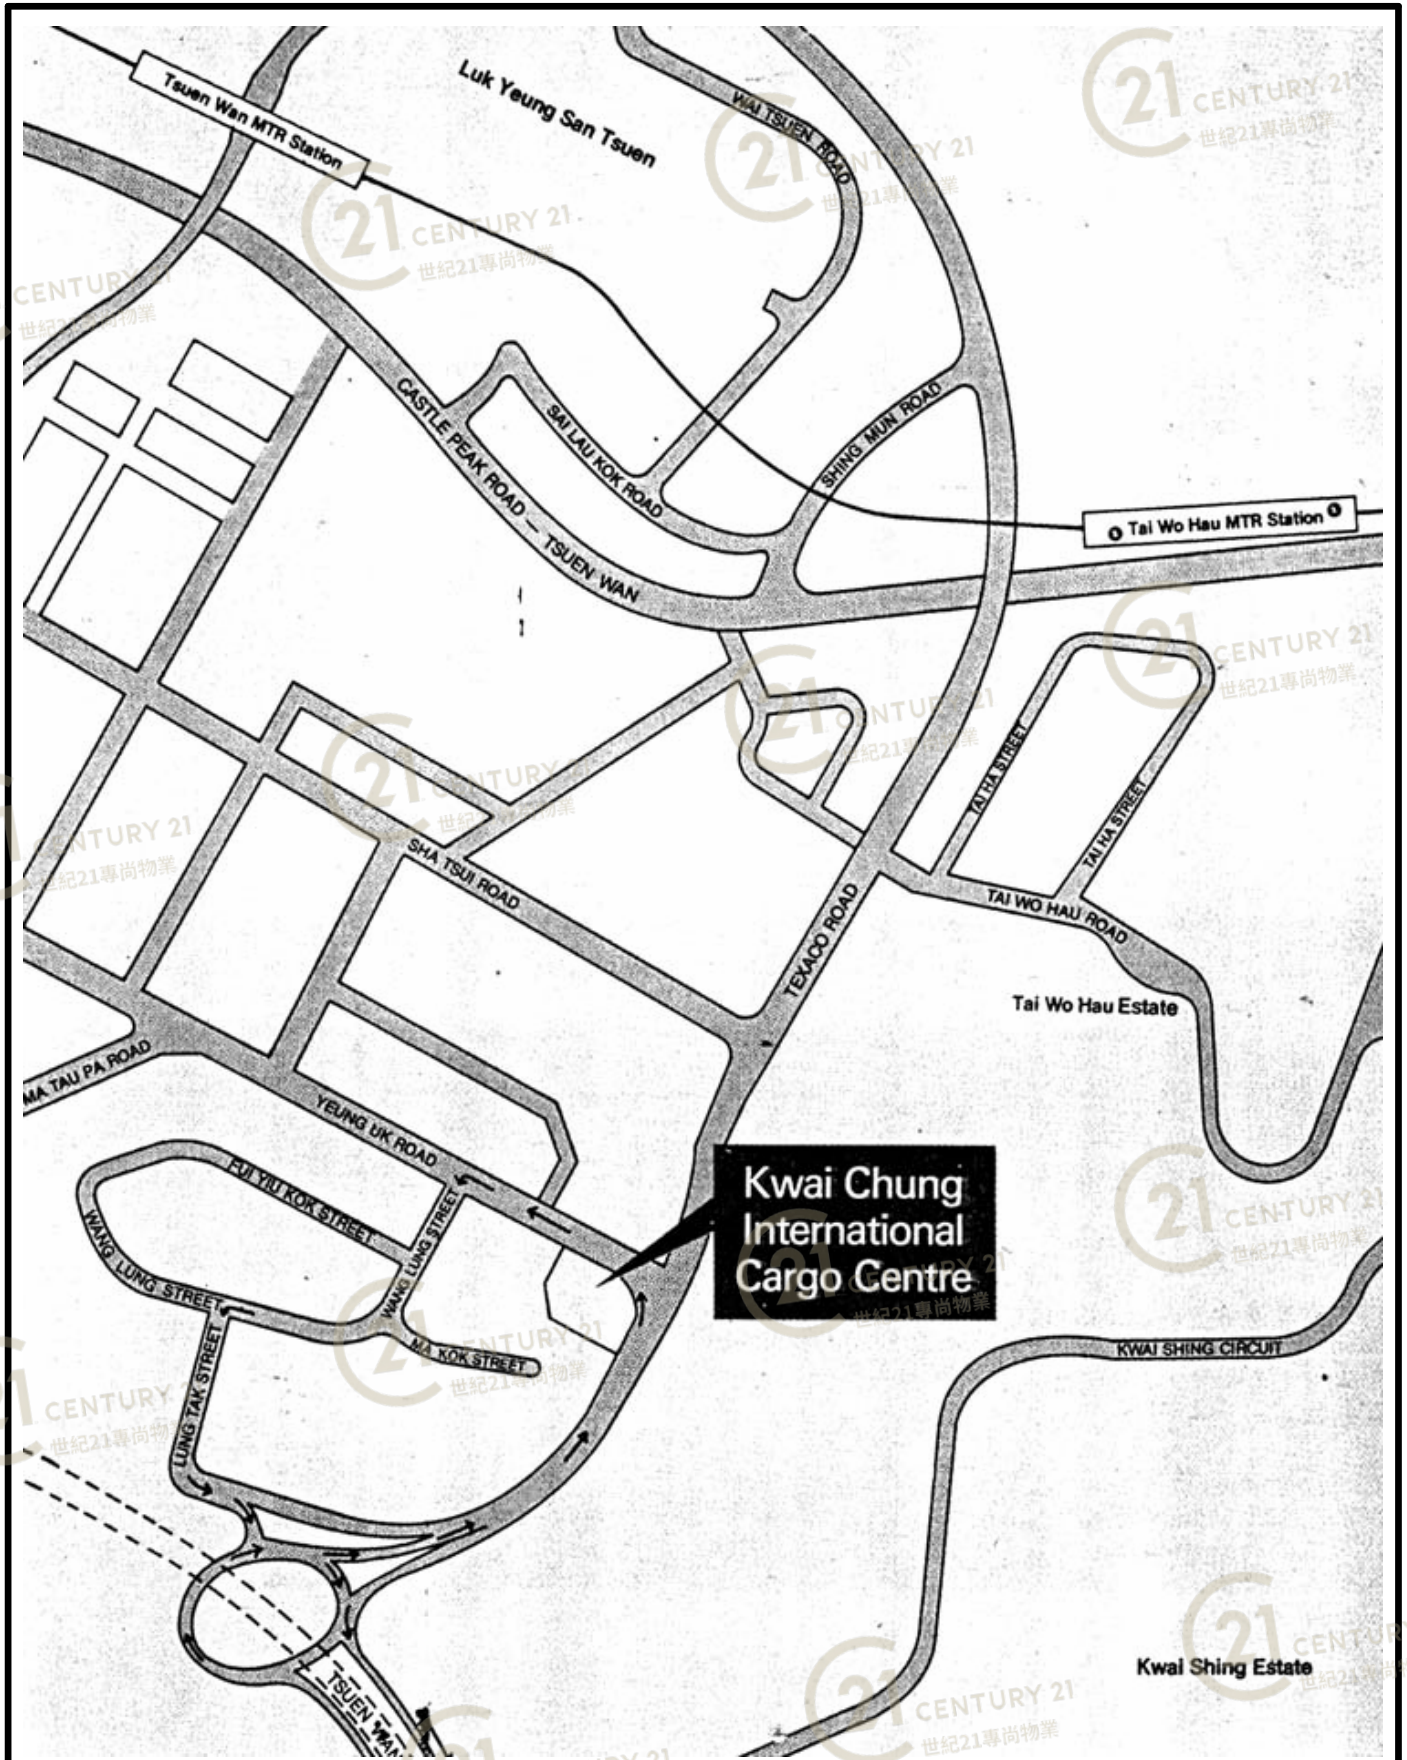 Tsuen Wan MTR Station
Luk Yeung San Tsuen
WAI TSUEN ROAD
CASTLE PEAK ROAD — TSUEN WAN
SAI LAU KOK ROAD
SHING MUN ROAD
Tai Wo Hau MTR Station
TAI HA STREET
TAI HA STREET
SHA TSUI ROAD
TEXACO ROAD
TAI WO HAU ROAD
Tai Wo Hau Estate
MA TAU PA ROAD
YEUNG UK ROAD
FUI YIU KOK STREET
WANG LUNG STREET
WANG LUNG STREET
Kwai Chung
International
Cargo Centre
MA KOK STREET
KWAI SHING CIRCUIT
LUNG TAK STREET
Kwai Shing Estate
TSUEN WAN
21 CENTURY 21
世紀21專尚物業